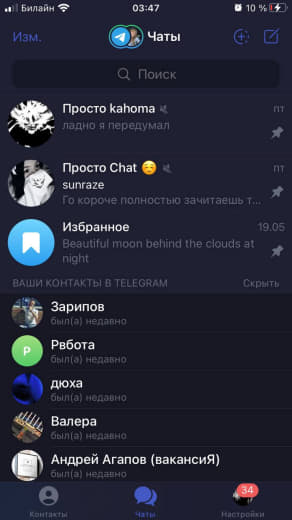 Билайн 03:47 10 %
Изм. Чаты
Поиск
Просто kahoma пт
ладно я передумал
Просто Chat ☺️ пт
sunraze
Го короче полностью зачитаешь т...
Избранное 19.05
Beautiful moon behind the clouds at
night
ВАШИ КОНТАКТЫ В TELEGRAM Скрыть
Зарипов
был(а) недавно
Р Рвбота
был(а) недавно
дюха
был(а) недавно
Валера
был(а) недавно
Андрей Агапов (вакансиЯ)
был(а) недавно
34
Контакты Чаты Настройки